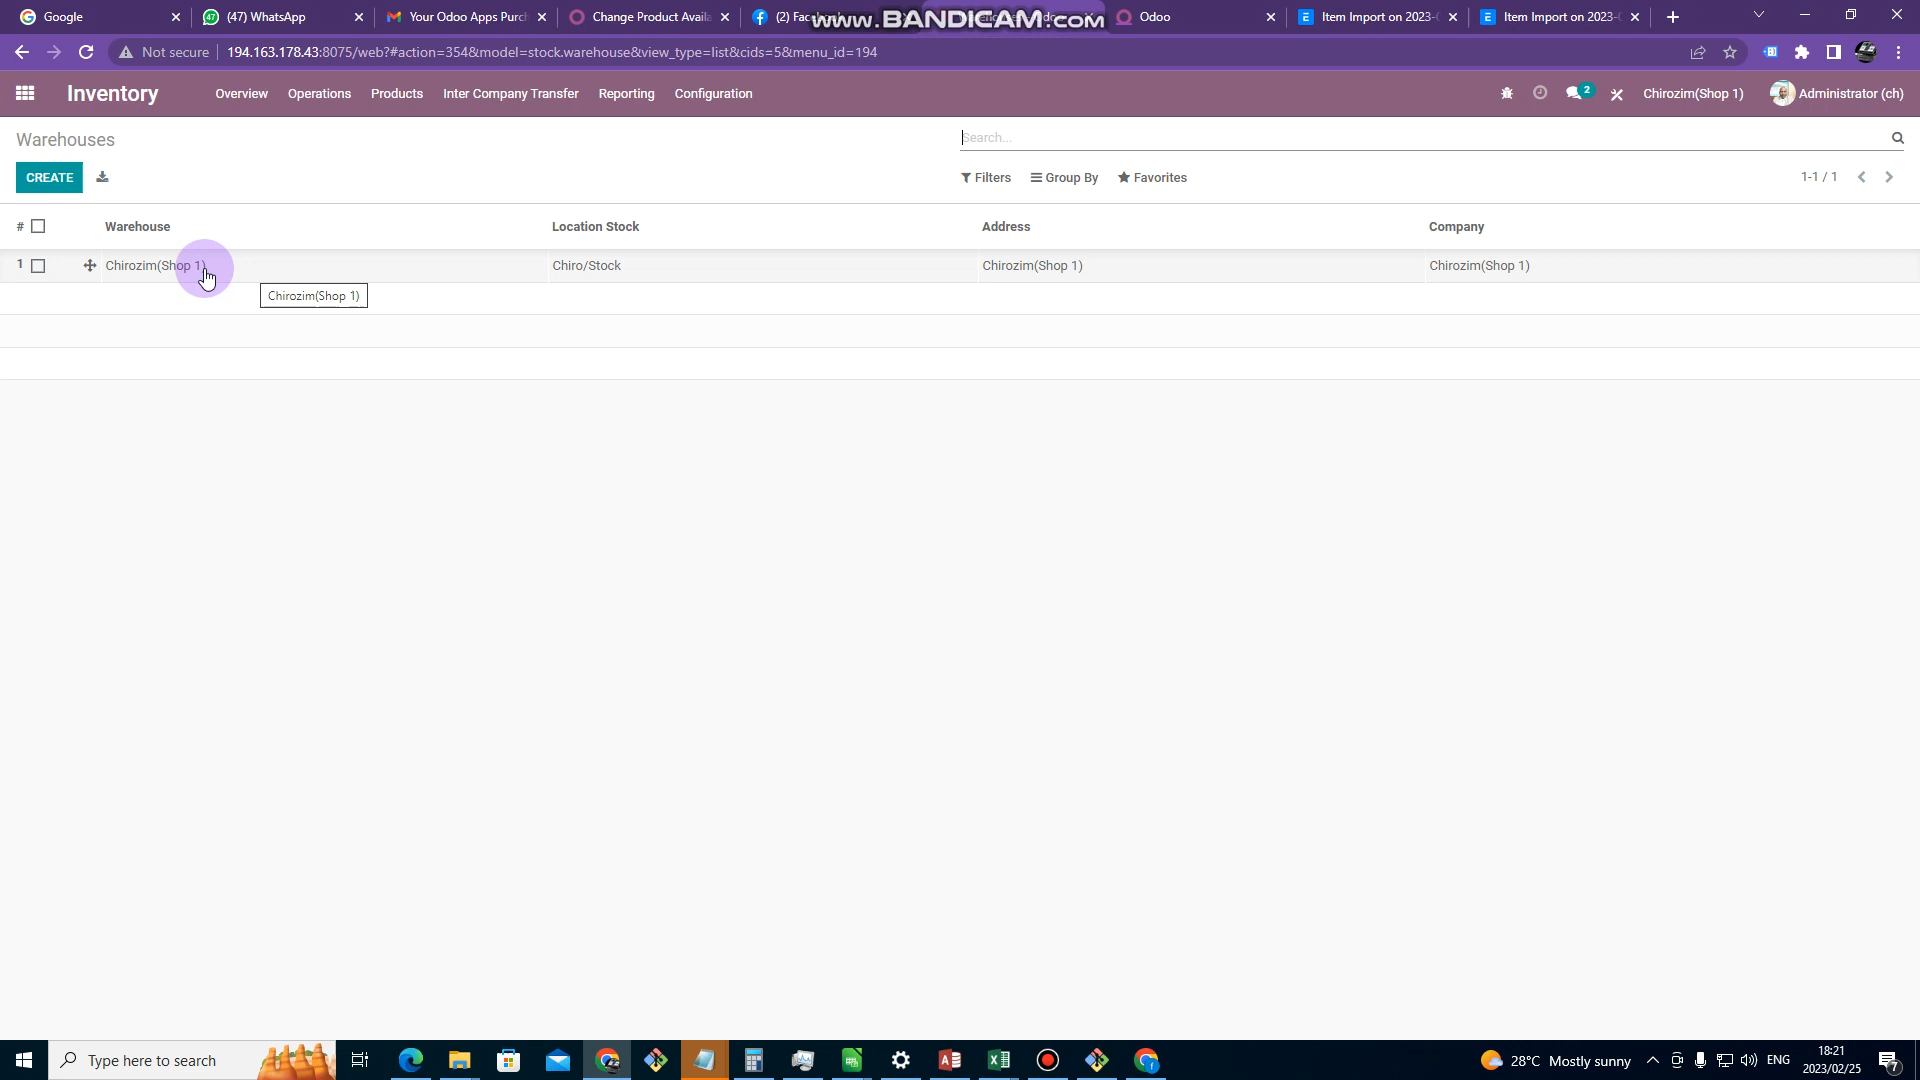 Google
(47) WhatsApp
Your Odoo Apps Purch
Change Product Availa
(2) Fac
www.BANDICAM.com
Odoo
Item Import on 2023-
Item Import on 2023-
Not secure
194.163.178.43:8075/web?#action=354&model=stock.warehouse&view_type=list&cids=5&menu_id=194
Inventory
Overview
Operations
Products
Inter Company Transfer
Reporting
Configuration
2
Chirozim(Shop 1)
Administrator (ch)
Warehouses
Search...
CREATE
Filters
Group By
Favorites
1-1 / 1
# Warehouse Location Stock Address Company
1 Chirozim(Shop 1) Chiro/Stock Chirozim(Shop 1) Chirozim(Shop 1)
Chirozim(Shop 1)
Type here to search
28°C Mostly sunny
ENG
18:21
2023/02/25
7